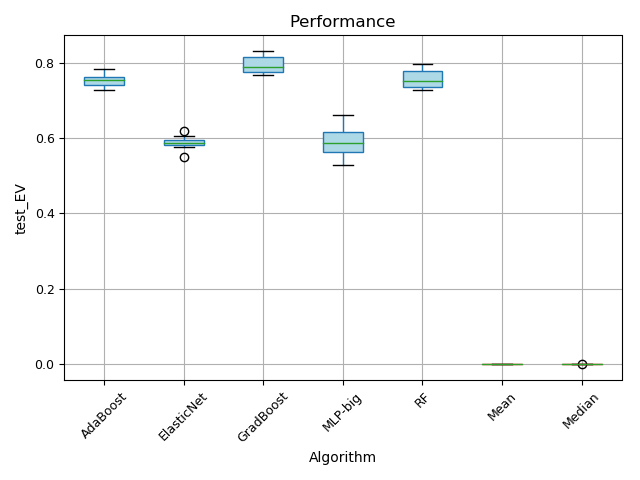 Performance
test_EV
0.8
0.6
0.4
0.2
0.0
AdaBoost
ElasticNet
GradBoost
MLP-big
RF
Mean
Median
Algorithm